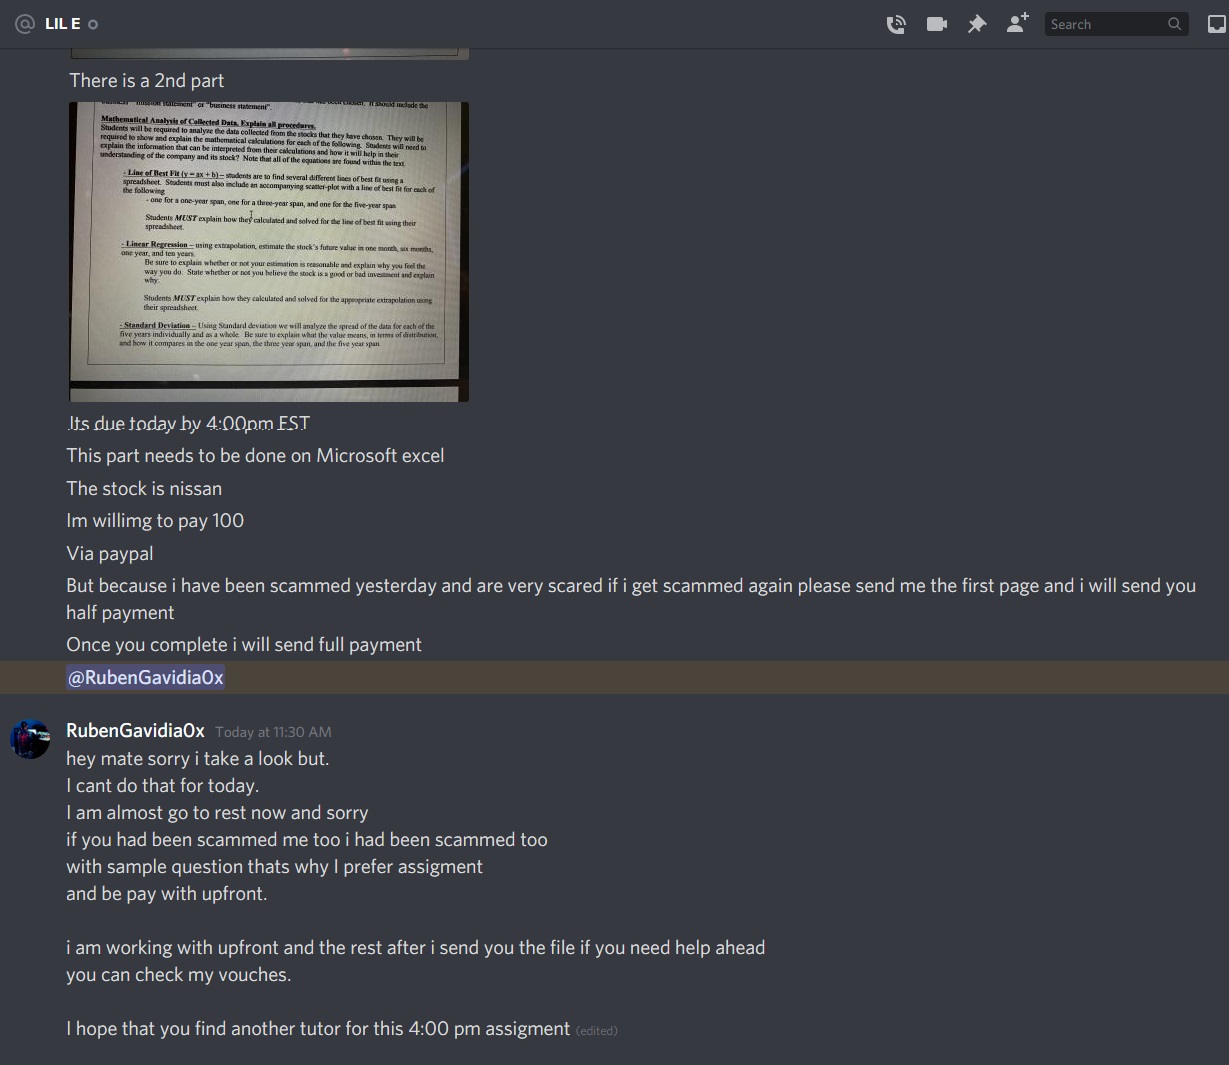 LIL E
Search
There is a 2nd part
"business" "mission statement" or "business statement". It should include the
Mathematical Analysis of Collected Data, Explain all procedures.
Students will be required to analyze the data collected from the stocks that they have chosen. They will be
required to show and explain the mathematical calculations for each of the following. Students will need to
explain the information that can be interpreted from their calculations and how it will help in their
understanding of the company and its stock? Note that all of the equations are found within the text.
- Line of Best Fit (y = ax + b) – students are to find several different lines of best fit using a
spreadsheet. Students must also include an accompanying scatter-plot with a line of best fit for each of
the following
- one for a one-year span, one for a three-year span, and one for the five-year span
Students MUST explain how they calculated and solved for the line of best fit using their
spreadsheet.
- Linear Regression – using extrapolation, estimate the stock's future value in one month, six months,
one year, and ten years.
Be sure to explain whether or not your estimation is reasonable and explain why you feel the
way you do. State whether or not you believe the stock is a good or bad investment and explain
why.
Students MUST explain how they calculated and solved for the appropriate extrapolation using
their spreadsheet.
- Standard Deviation – Using Standard deviation we will analyze the spread of the data for each of the
five years individually and as a whole. Be sure to explain what the value means, in terms of distribution,
and how it compares in the one year span, the three year span, and the five year span.
Its due today by 4:00pm EST
This part needs to be done on Microsoft excel
The stock is nissan
Im willimg to pay 100
Via paypal
But because i have been scammed yesterday and are very scared if i get scammed again please send me the first page and i will send you
half payment
Once you complete i will send full payment
@RubenGavidia0x
RubenGavidia0x Today at 11:30 AM
hey mate sorry i take a look but.
I cant do that for today.
I am almost go to rest now and sorry
if you had been scammed me too i had been scammed too
with sample question thats why I prefer assigment
and be pay with upfront.
i am working with upfront and the rest after i send you the file if you need help ahead
you can check my vouches.
I hope that you find another tutor for this 4:00 pm assigment (edited)